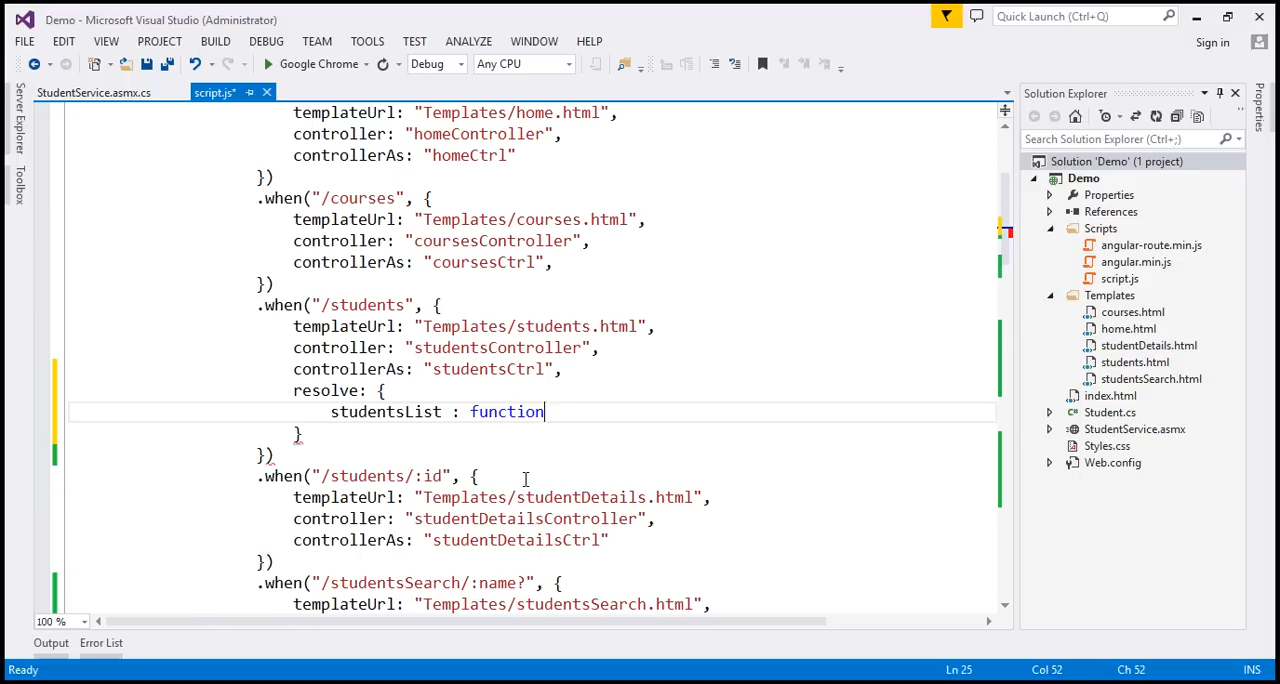 Demo - Microsoft Visual Studio (Administrator)
Quick Launch (Ctrl+Q)
FILE EDIT VIEW PROJECT BUILD DEBUG TEAM TOOLS TEST ANALYZE WINDOW HELP
Sign in
Google Chrome Debug Any CPU
Server Explorer
Toolbox
StudentService.asmx.cs script.js*
templateUrl: "Templates/home.html",
controller: "homeController",
controllerAs: "homeCtrl"
})
.when("/courses", {
templateUrl: "Templates/courses.html",
controller: "coursesController",
controllerAs: "coursesCtrl",
})
.when("/students", {
templateUrl: "Templates/students.html",
controller: "studentsController",
controllerAs: "studentsCtrl",
resolve: {
studentsList : function
}
})
.when("/students/:id", {
templateUrl: "Templates/studentDetails.html",
controller: "studentDetailsController",
controllerAs: "studentDetailsCtrl"
})
.when("/studentsSearch/:name?", {
templateUrl: "Templates/studentsSearch.html",
100 %
Output Error List
Solution Explorer
Search Solution Explorer (Ctrl+;)
Solution 'Demo' (1 project)
Demo
Properties
References
Scripts
angular-route.min.js
angular.min.js
script.js
Templates
courses.html
home.html
studentDetails.html
students.html
studentsSearch.html
index.html
Student.cs
StudentService.asmx
Styles.css
Web.config
Properties
Ready Ln 25 Col 52 Ch 52 INS